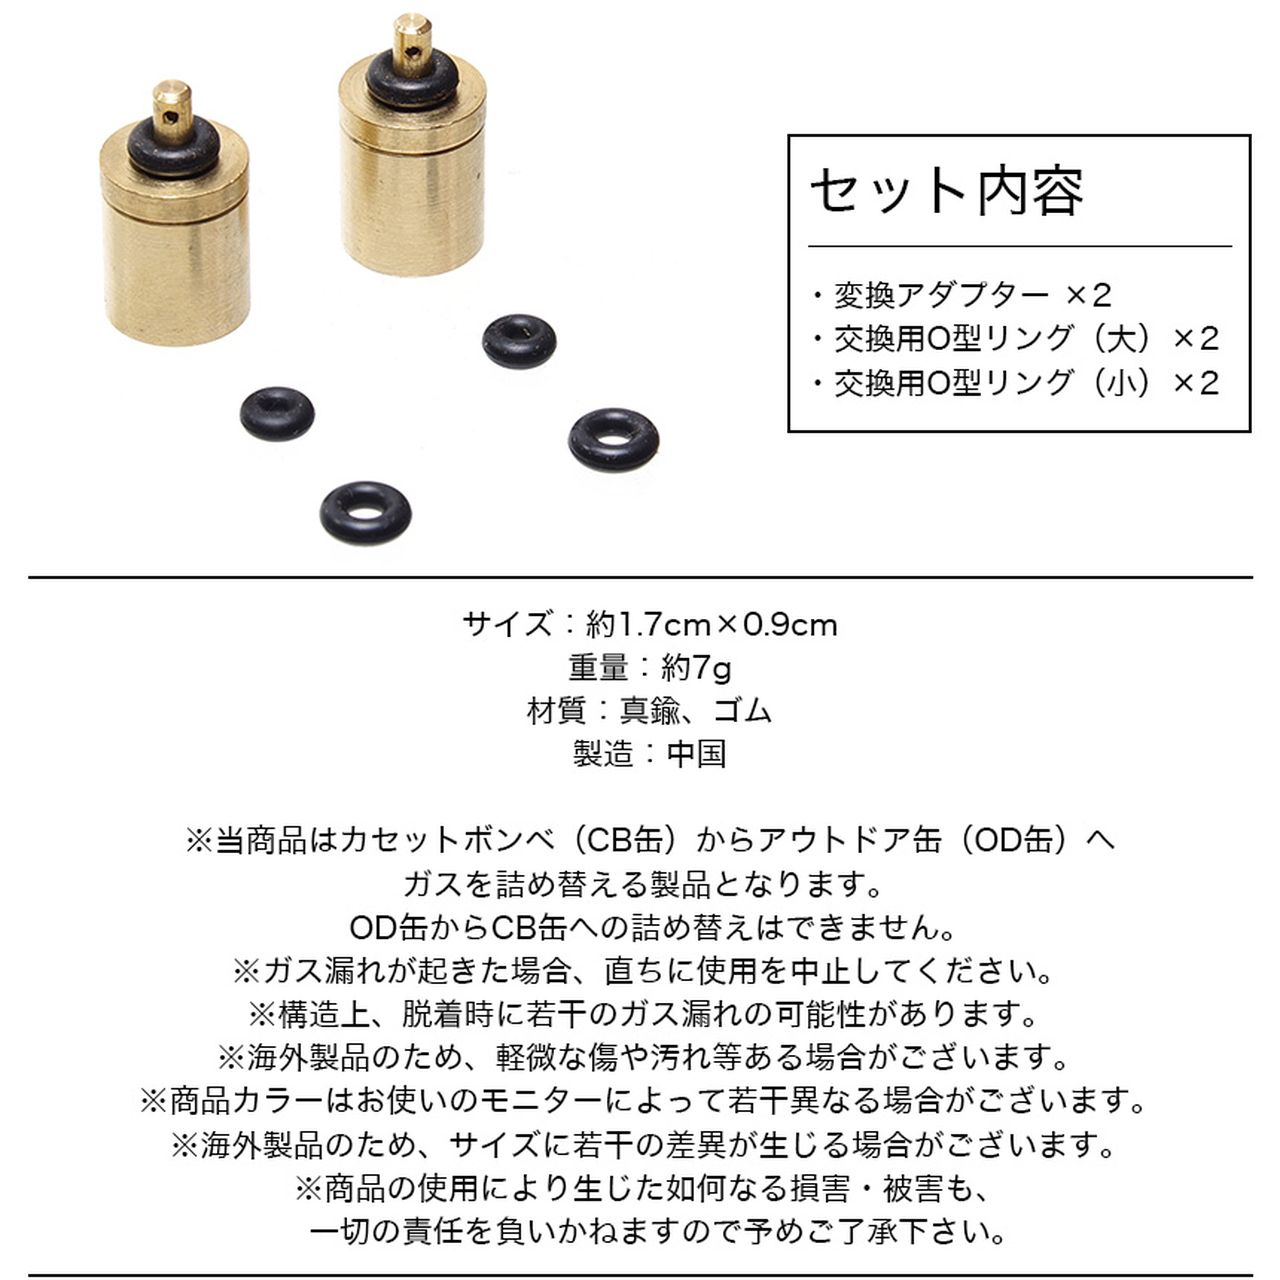 セット内容
・変換アダプター ×2
・交換用O型リング（大）×2
・交換用O型リング（小）×2
サイズ：約1.7cm×0.9cm
重量：約7g
材質：真鍮、ゴム
製造：中国
※当商品はカセットボンベ（CB缶）からアウトドア缶（OD缶）へ
ガスを詰め替える製品となります。
OD缶からCB缶への詰め替えはできません。
※ガス漏れが起きた場合、直ちに使用を中止してください。
※構造上、脱着時に若干のガス漏れの可能性があります。
※海外製品のため、軽微な傷や汚れ等ある場合がございます。
※商品カラーはお使いのモニターによって若干異なる場合がございます。
※海外製品のため、サイズに若干の差異が生じる場合がございます。
※商品の使用により生じた如何なる損害・被害も、
一切の責任を負いかねますので予めご了承下さい。